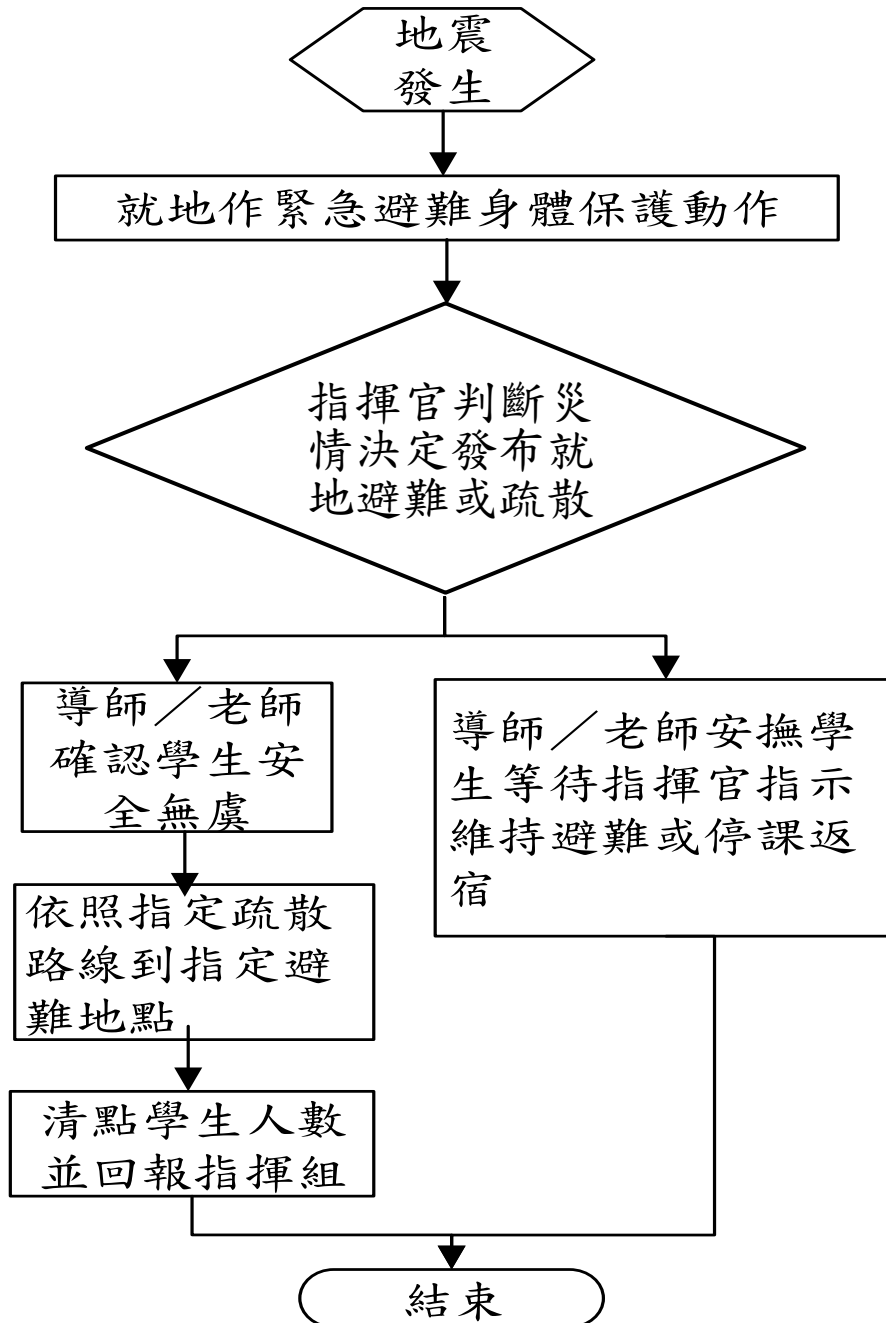 地震
發生
就地作緊急避難身體保護動作
指揮官判斷災
情決定發布就
地避難或疏散
導師／老師
確認學生安
全無虞
導師／老師安撫學
生等待指揮官指示
維持避難或停課返
宿
依照指定疏散
路線到指定避
難地點
清點學生人數
並回報指揮組
結束